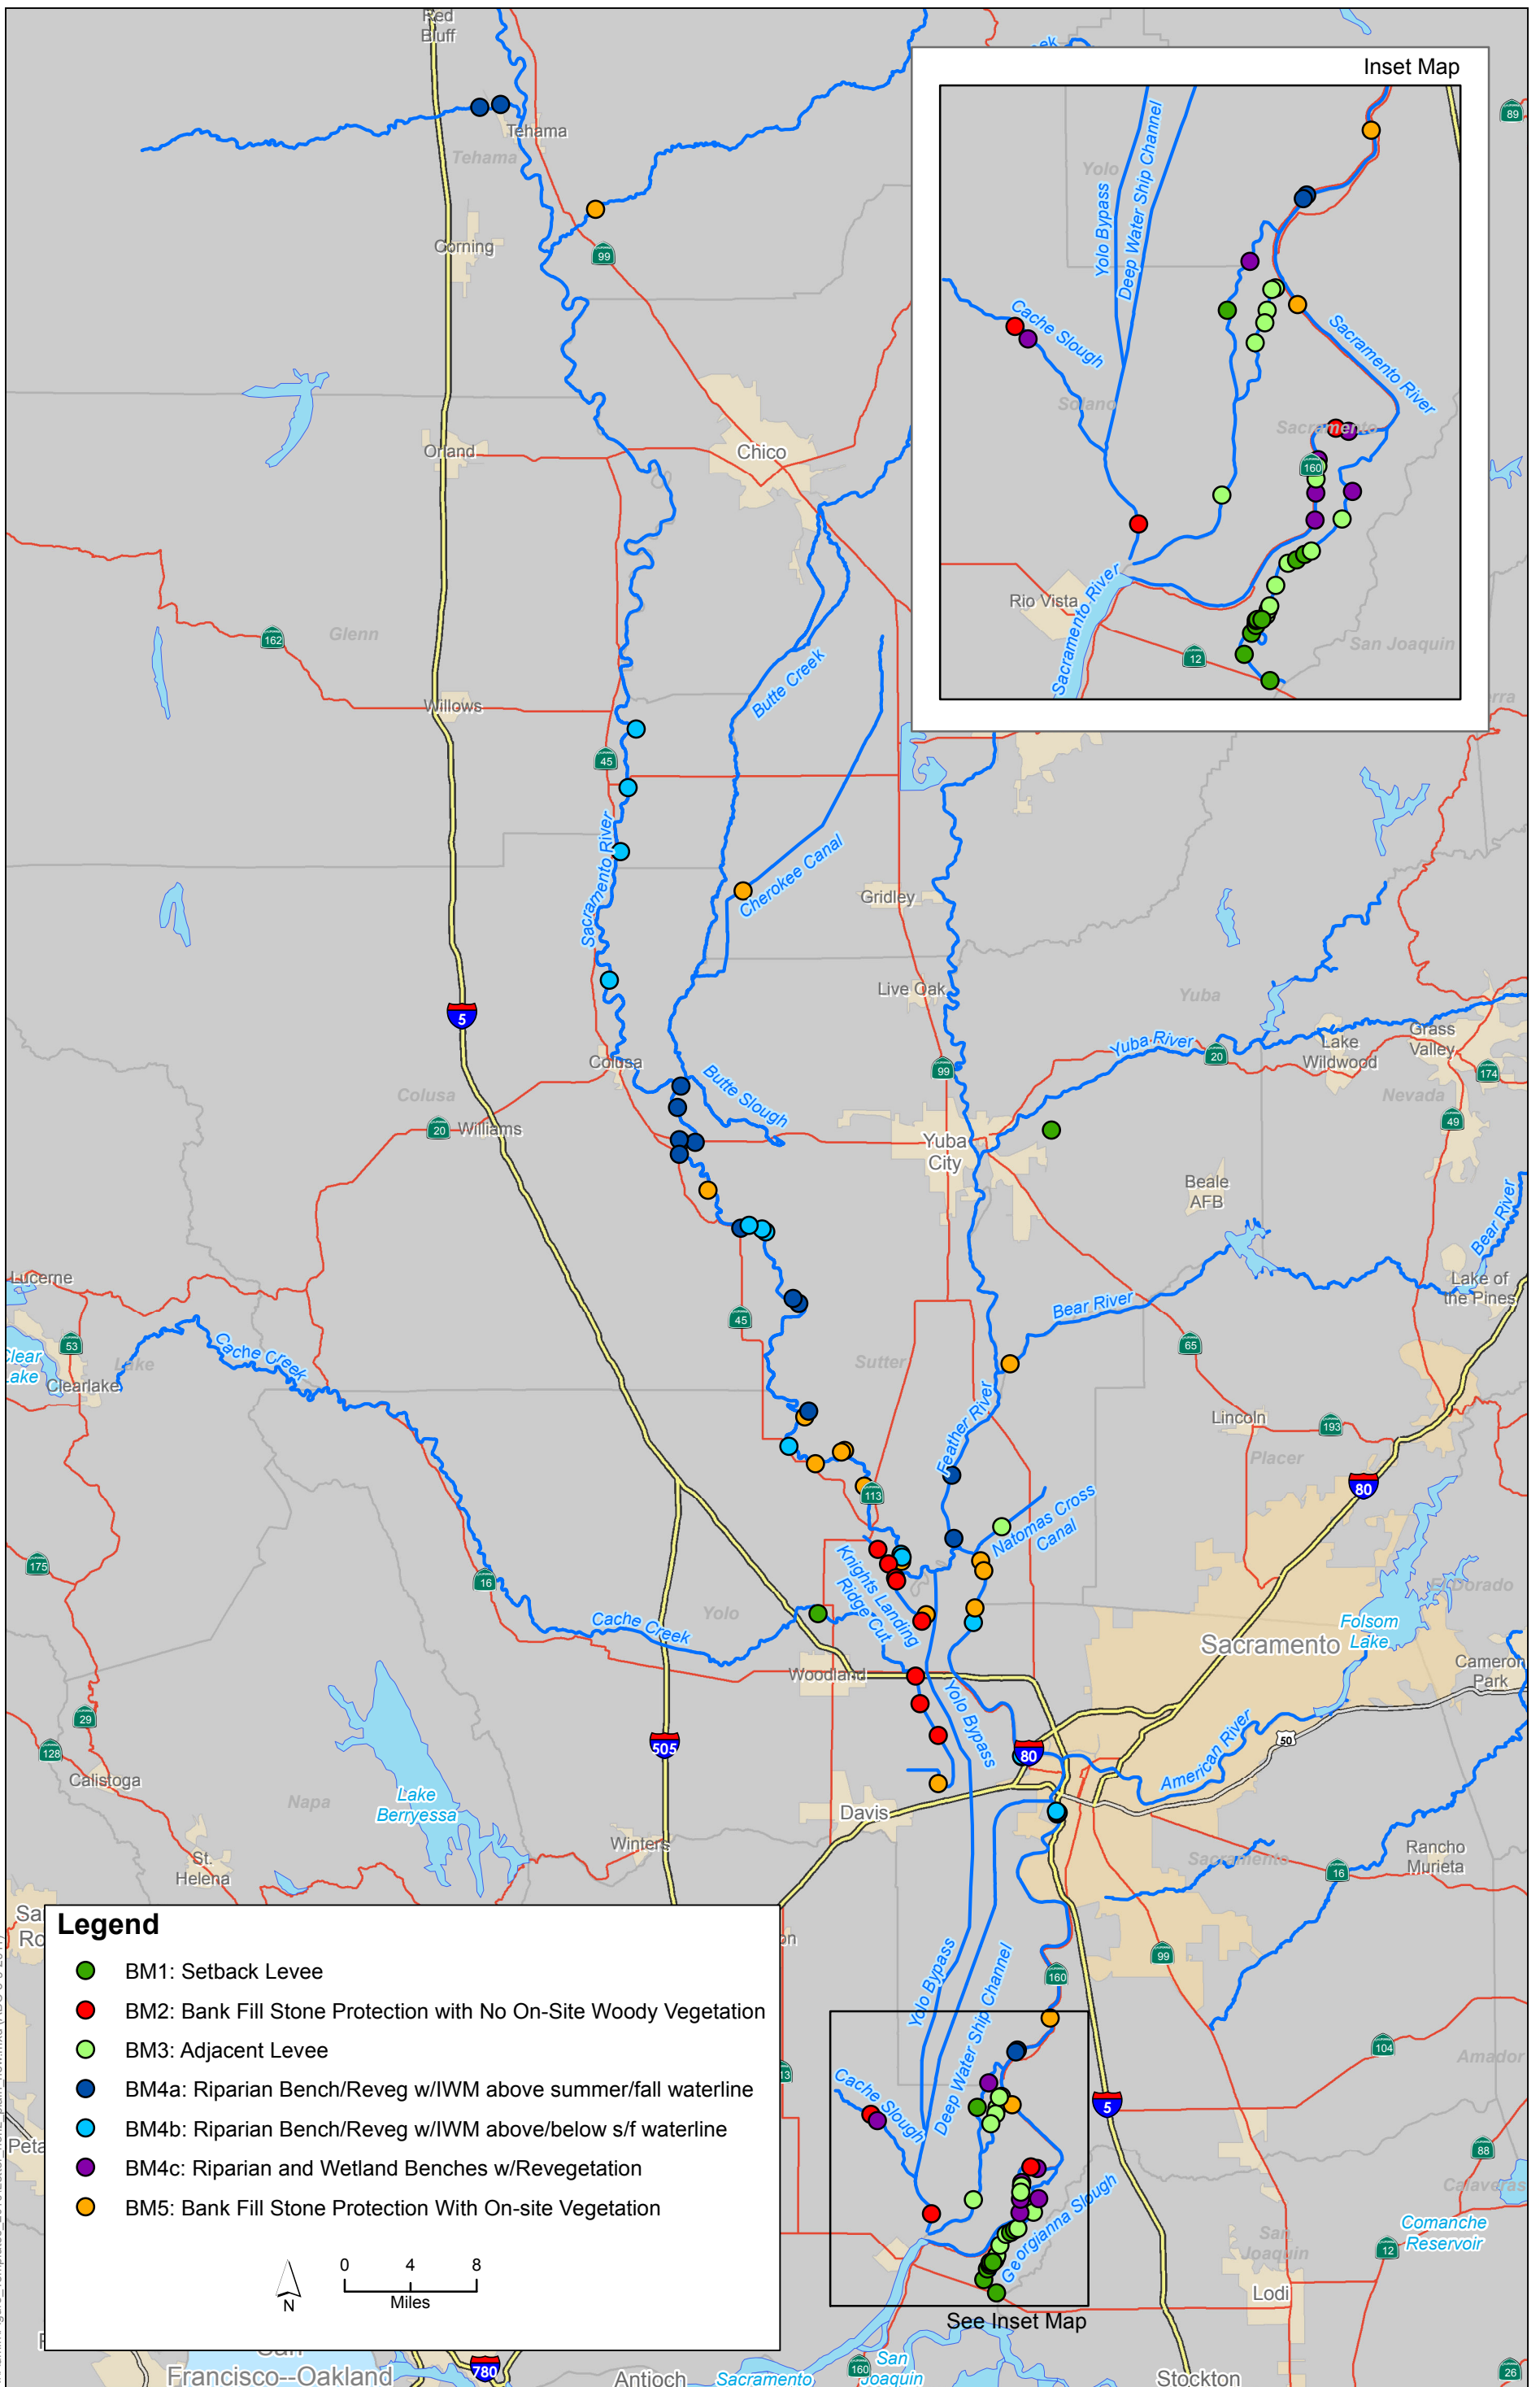 Red
Bluff
Inset Map
89
Tehama
Tehama
Corning
99
Yolo
Yolo Bypass
Deep Water Ship Channel
Cache Slough
Sacramento River
Solano
Sacramento
160
Rio Vista
Sacramento River
12
San Joaquin
Orland
Chico
162
Glenn
Willows
Butte Creek
45
Sacramento River
Cherokee Canal
Gridley
Live Oak
Yuba
5
Colusa
Colusa
Butte Slough
99
Yuba River
20
Lake
Wildwood
Grass
Valley
174
Nevada
49
20
Williams
Yuba
City
Beale
AFB
Bear River
Lucerne
Lake of
the Pines
Bear River
53
Lake
Cache Creek
Clearlake
45
Sutter
65
Feather River
Lincoln
193
Placer
80
113
Natomas Cross
Canal
175
16
Knights Landing
Ridge Cut
Yolo
Cache Creek
El Dorado
Folsom
Lake
Sacramento
Cameron
Park
Woodland
Yolo Bypass
29
128
505
80
50
American River
Calistoga
Napa
Lake
Berryessa
Davis
Winters
St.
Helena
Sacramento
16
Rancho
Murieta
99
160
Yolo Bypass
Deep Water Ship Channel
Cache Slough
104
Amador
5
88
Calaveras
Georgianna Slough
San
Joaquin
Comanche
Reservoir
12
Lodi
See Inset Map
Legend
BM1: Setback Levee
BM2: Bank Fill Stone Protection with No On-Site Woody Vegetation
BM3: Adjacent Levee
BM4a: Riparian Bench/Reveg w/IWM above summer/fall waterline
BM4b: Riparian Bench/Reveg w/IWM above/below s/f waterline
BM4c: Riparian and Wetland Benches w/Revegetation
BM5: Bank Fill Stone Protection With On-site Vegetation
0 4 8
Miles
N
Francisco--Oakland
780
Antioch
Sacramento
160
San
Joaquin
Stockton
26